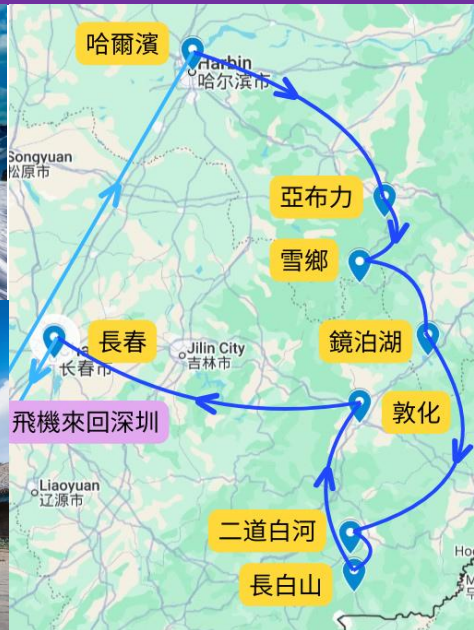 哈爾濱
Harbin
哈尔滨市
Songyuan
松原市
亞布力
雪鄉
長春
长春市
Jilin City
吉林市
鏡泊湖
飛機來回深圳
敦化
Liaoyuan
辽源市
二道白河
長白山